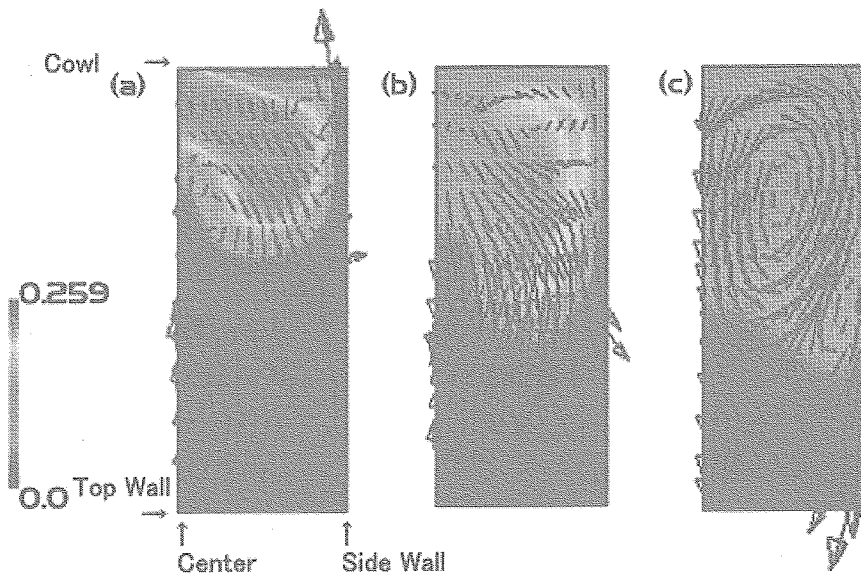 Cowl →
(a)
(b)
(c)
0.259
0.0
Top Wall →
↑ Center
↑ Side Wall